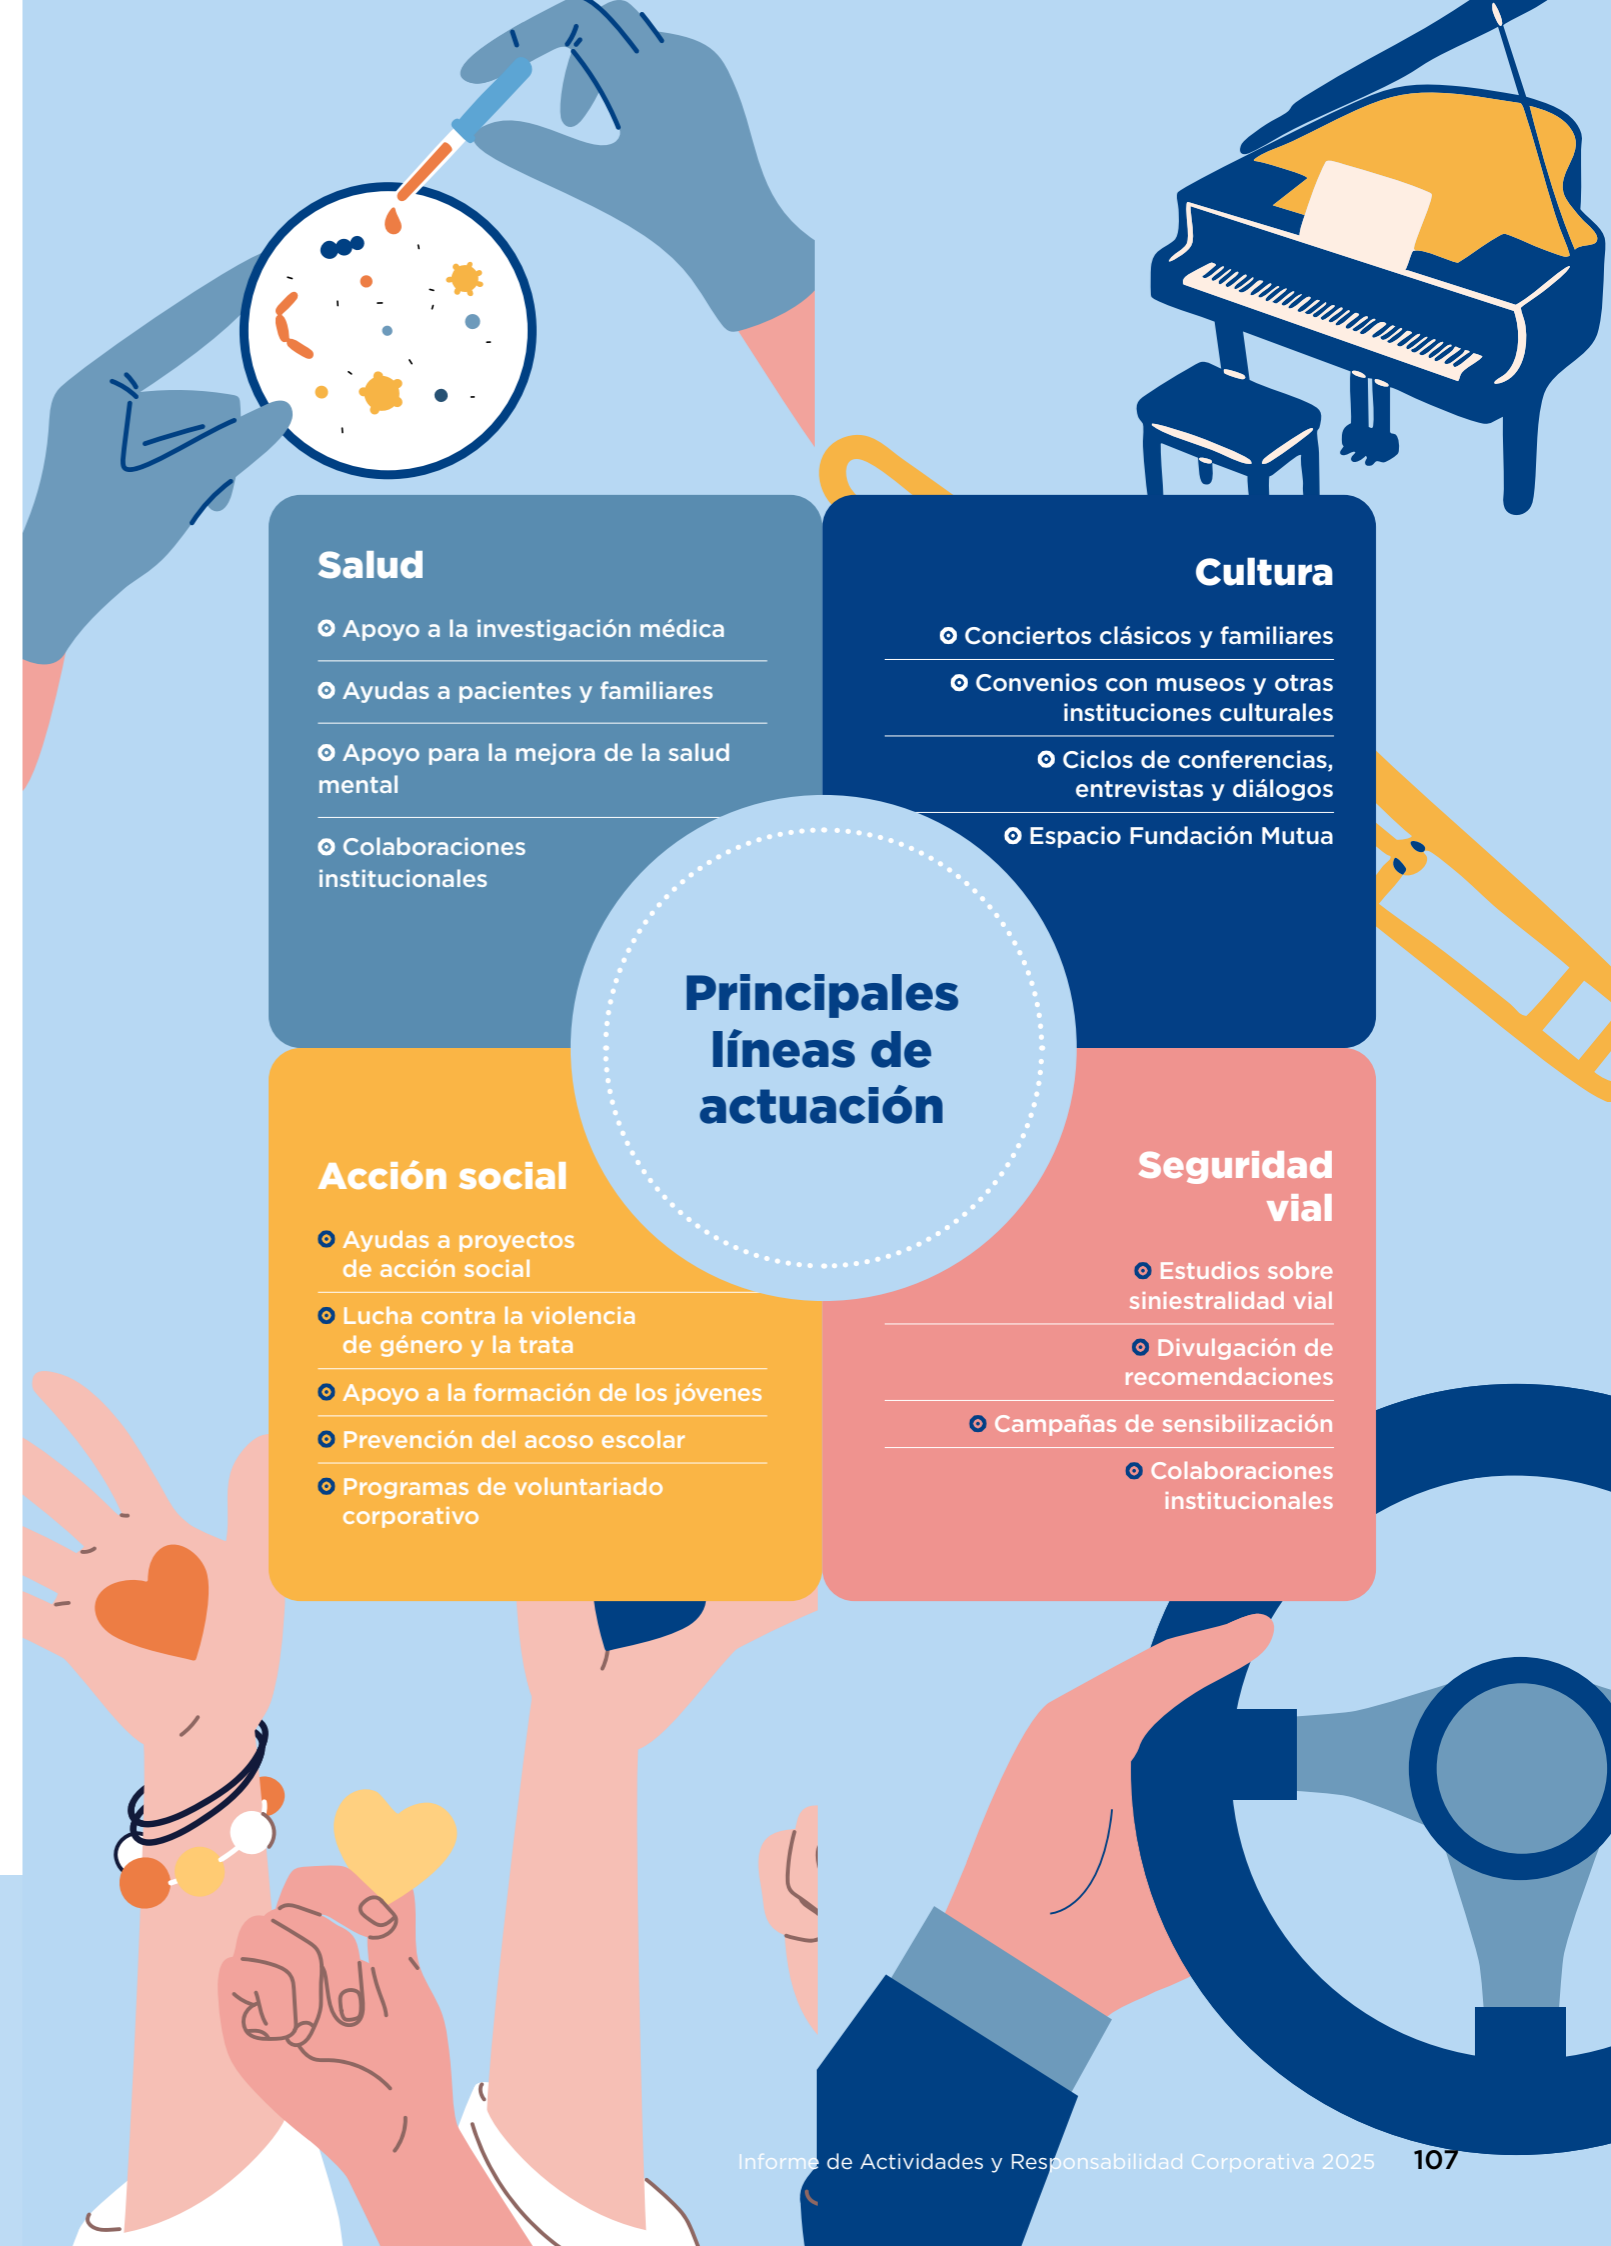 Salud
Apoyo a la investigación médica
Ayudas a pacientes y familiares
Apoyo para la mejora de la salud
mental
Colaboraciones
institucionales
Cultura
Conciertos clásicos y familiares
Convenios con museos y otras
instituciones culturales
Ciclos de conferencias,
entrevistas y diálogos
Espacio Fundación Mutua
Principales
líneas de
actuación
Acción social
Ayudas a proyectos
de acción social
Lucha contra la violencia
de género y la trata
Apoyo a la formación de los jóvenes
Prevención del acoso escolar
Programas de voluntariado
corporativo
Seguridad
vial
Estudios sobre
siniestralidad vial
Divulgación de
recomendaciones
Campañas de sensibilización
Colaboraciones
institucionales
Informe de Actividades y Responsabilidad Corporativa 2025 107